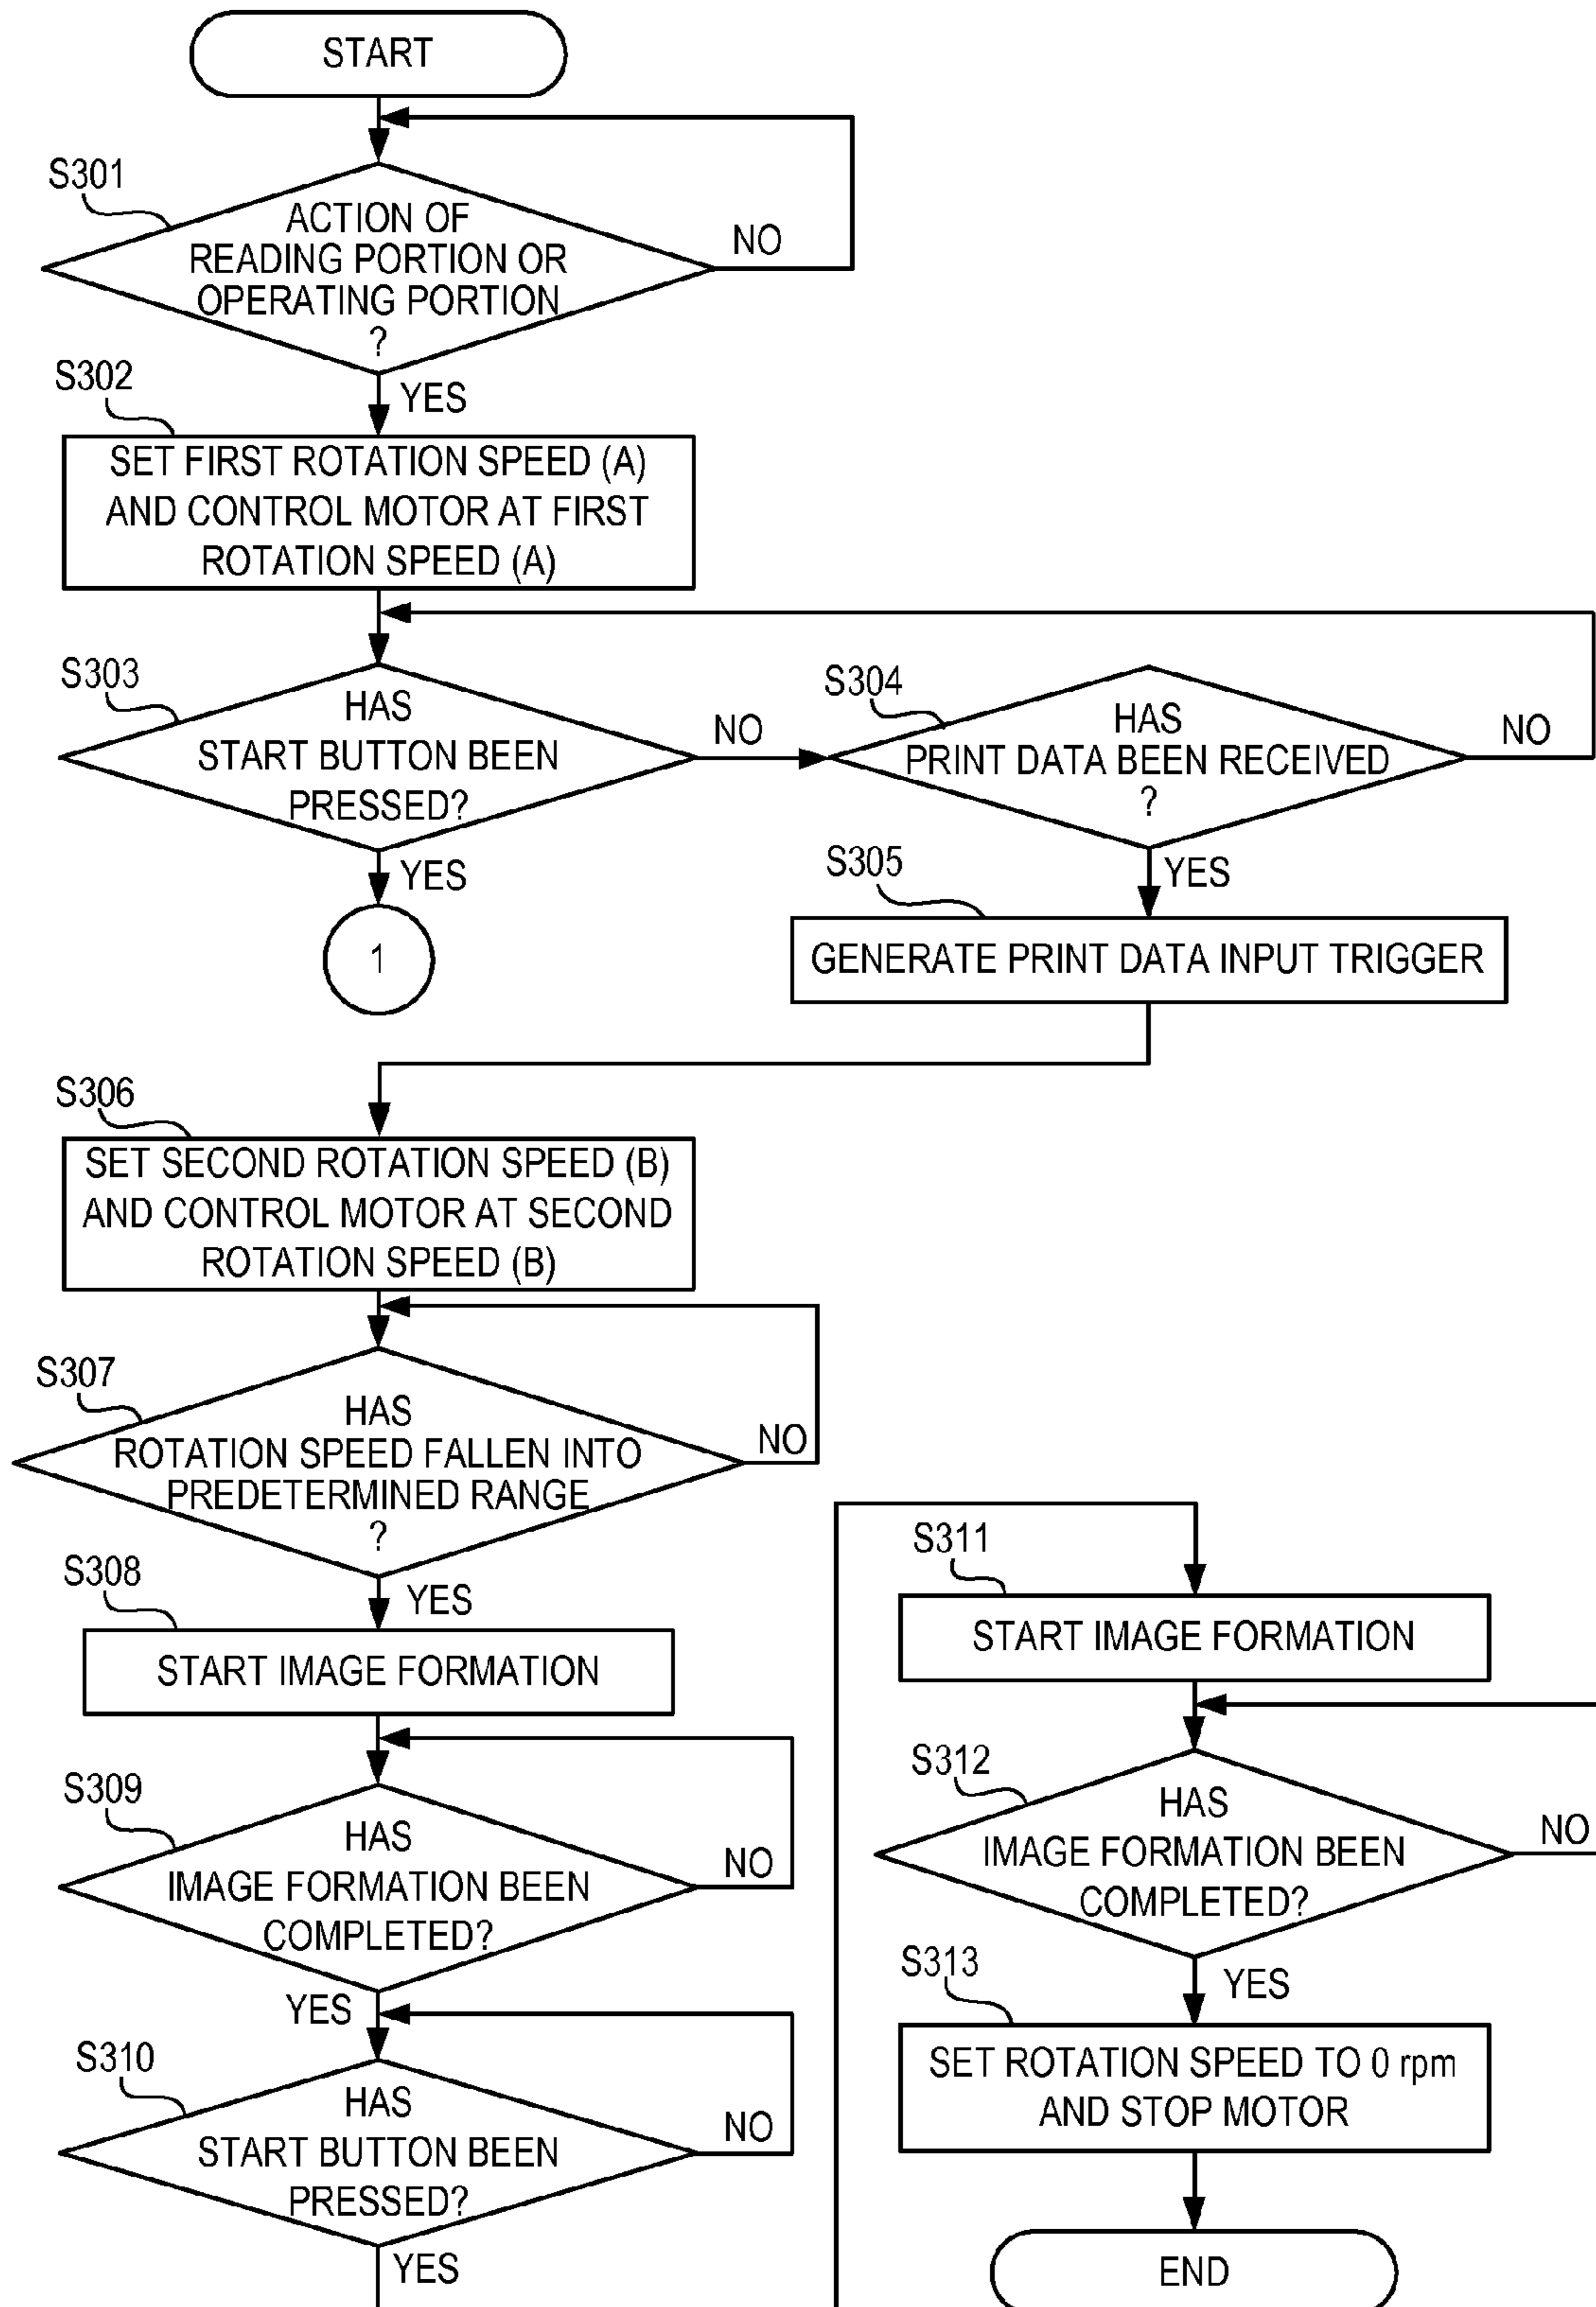 START
S301
ACTION OF
READING PORTION OR
OPERATING PORTION
?
NO
YES
S302
SET FIRST ROTATION SPEED (A)
AND CONTROL MOTOR AT FIRST
ROTATION SPEED (A)
S303
HAS
START BUTTON BEEN
PRESSED?
NO
YES
1
S304
HAS
PRINT DATA BEEN RECEIVED
?
NO
YES
S305
GENERATE PRINT DATA INPUT TRIGGER
S306
SET SECOND ROTATION SPEED (B)
AND CONTROL MOTOR AT SECOND
ROTATION SPEED (B)
S307
HAS
ROTATION SPEED FALLEN INTO
PREDETERMINED RANGE
?
NO
YES
S308
START IMAGE FORMATION
S309
HAS
IMAGE FORMATION BEEN
COMPLETED?
NO
YES
S310
HAS
START BUTTON BEEN
PRESSED?
NO
YES
S311
START IMAGE FORMATION
S312
HAS
IMAGE FORMATION BEEN
COMPLETED?
NO
YES
S313
SET ROTATION SPEED TO 0 rpm
AND STOP MOTOR
END